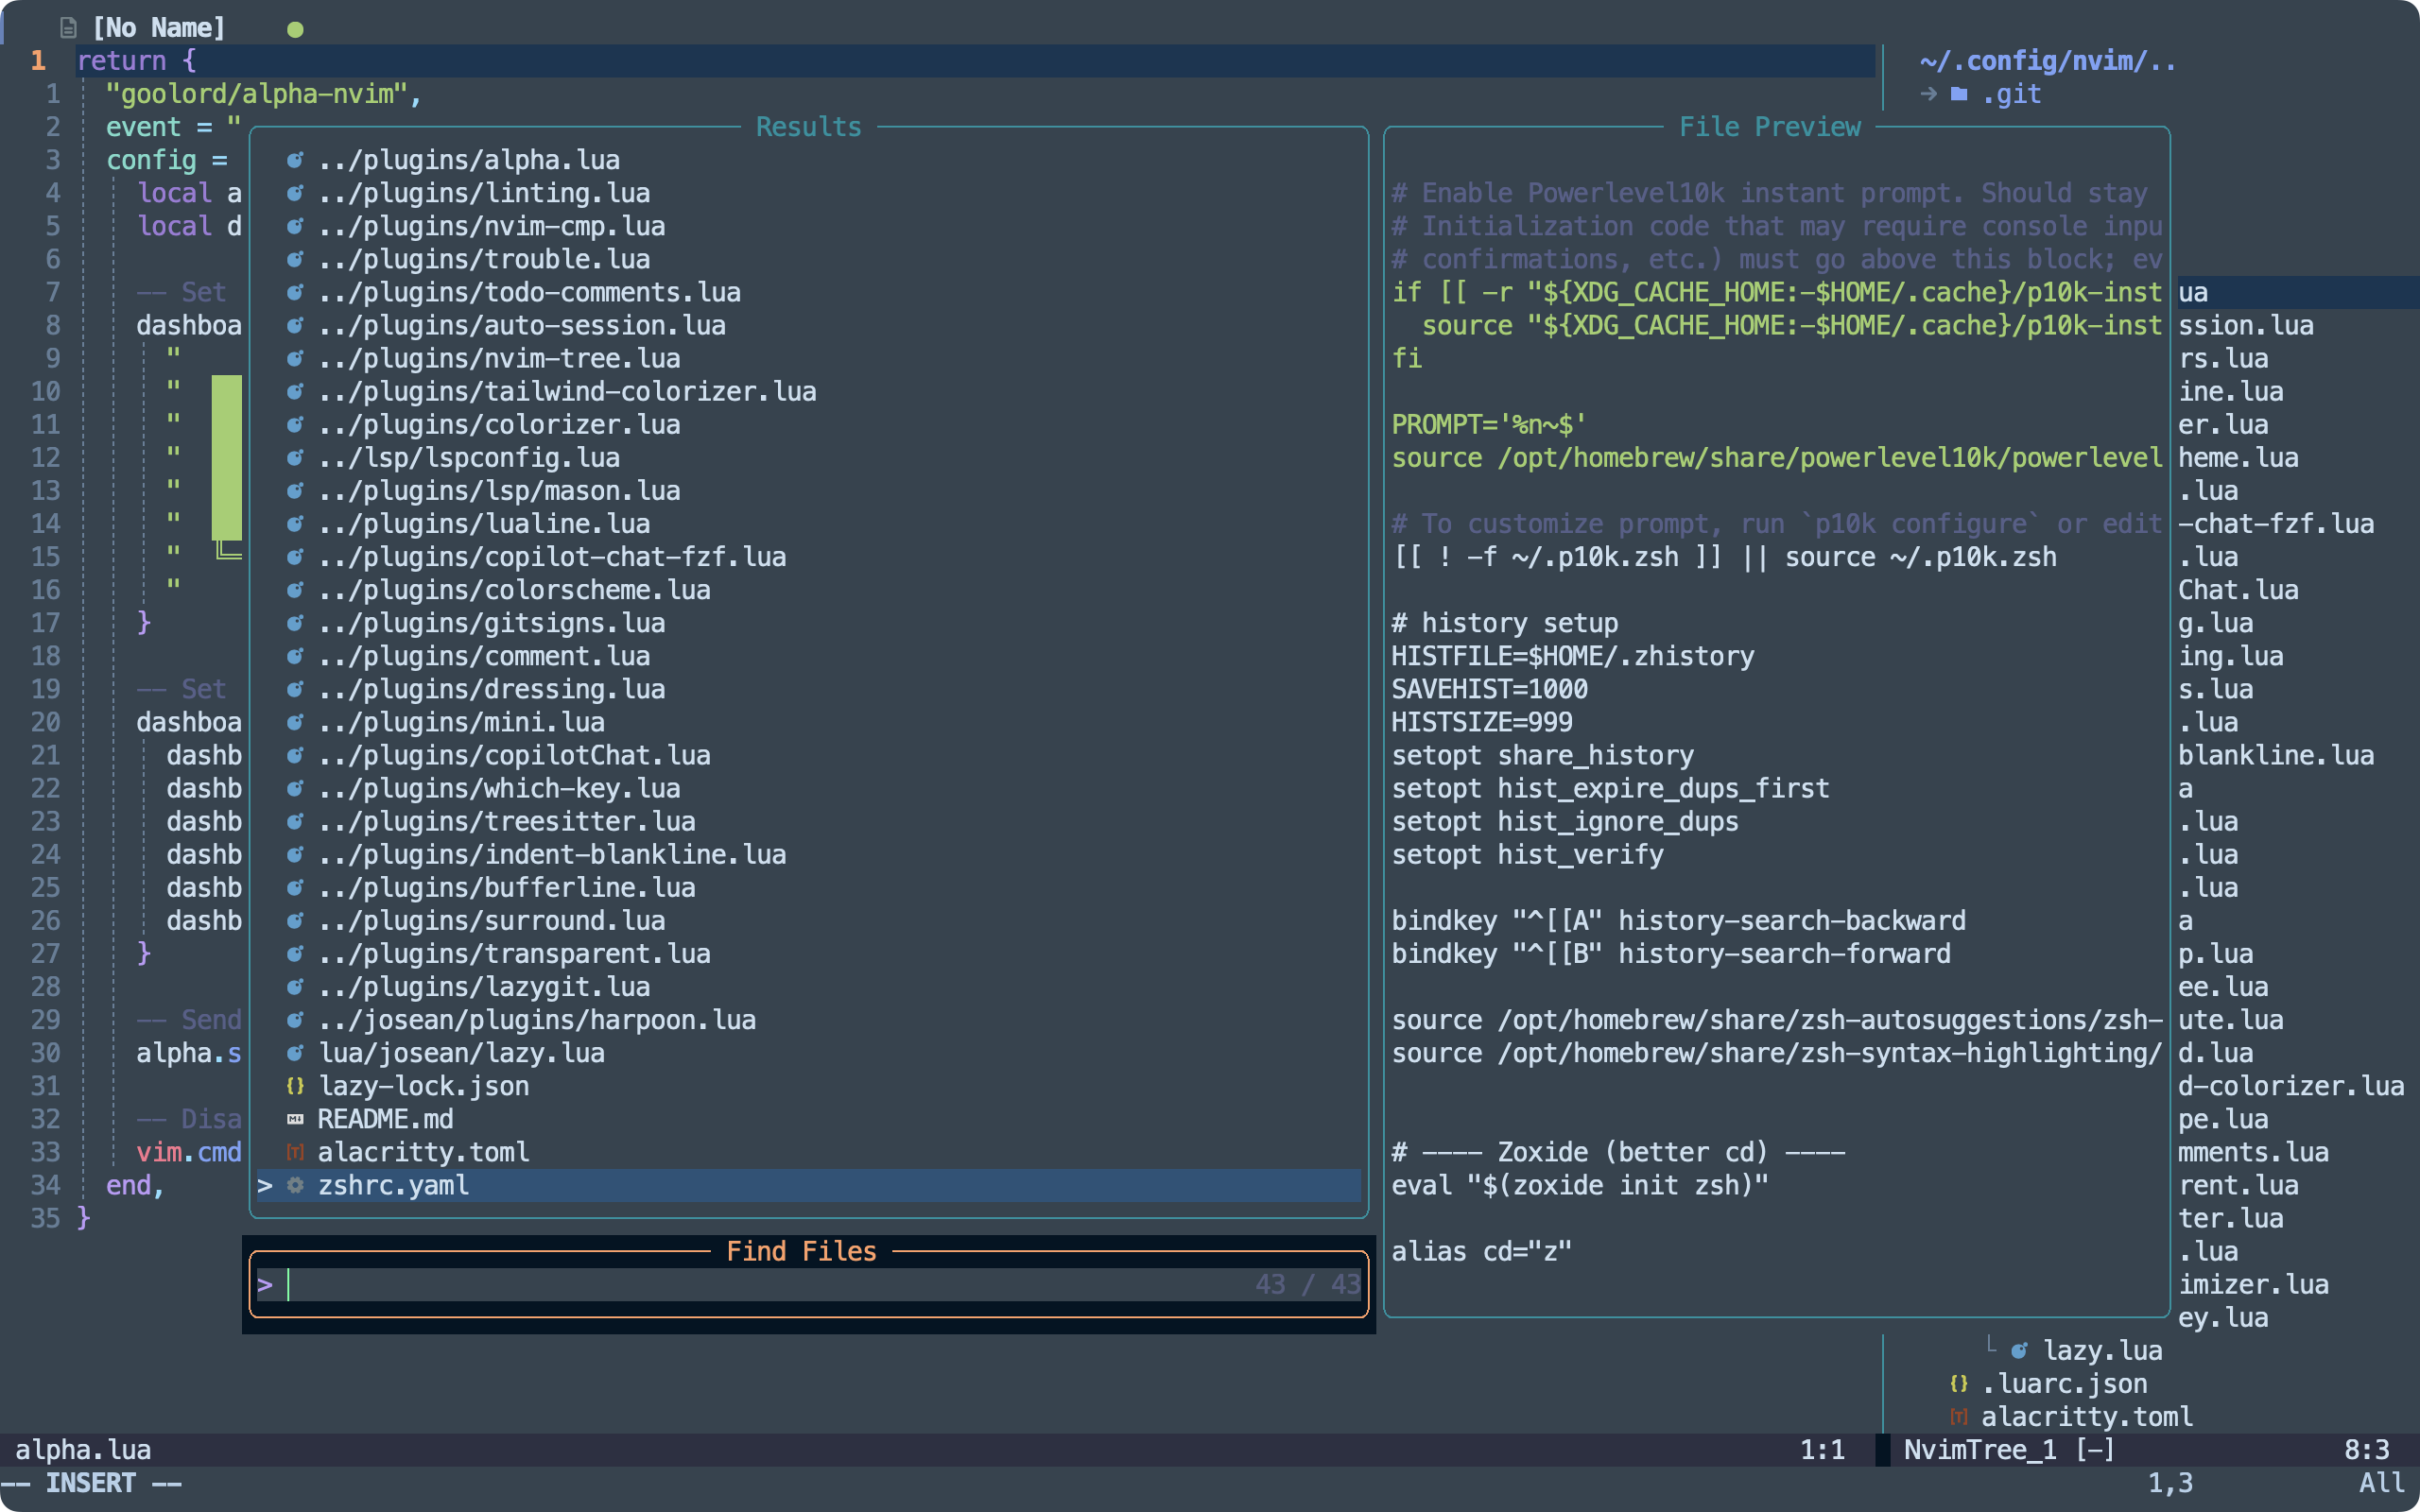 [No Name]
1 return {
1 "goolord/alpha-nvim",
2 event = "
3 config =
4 local a
5 local d
6
7 -- Set
8 dashboa
9 "
10 "
11 "
12 "
13 "
14 "
15 "
16 "
17 }
18
19 -- Set
20 dashboa
21 dashb
22 dashb
23 dashb
24 dashb
25 dashb
26 dashb
27 }
28
29 -- Send
30 alpha.s
31
32 -- Disa
33 vim.cmd
34 end,
35 }
Results
../plugins/alpha.lua
../plugins/linting.lua
../plugins/nvim-cmp.lua
../plugins/trouble.lua
../plugins/todo-comments.lua
../plugins/auto-session.lua
../plugins/nvim-tree.lua
../plugins/tailwind-colorizer.lua
../plugins/colorizer.lua
../lsp/lspconfig.lua
../plugins/lsp/mason.lua
../plugins/lualine.lua
../plugins/copilot-chat-fzf.lua
../plugins/colorscheme.lua
../plugins/gitsigns.lua
../plugins/comment.lua
../plugins/dressing.lua
../plugins/mini.lua
../plugins/copilotChat.lua
../plugins/which-key.lua
../plugins/treesitter.lua
../plugins/indent-blankline.lua
../plugins/bufferline.lua
../plugins/surround.lua
../plugins/transparent.lua
../plugins/lazygit.lua
../josean/plugins/harpoon.lua
lua/josean/lazy.lua
{} lazy-lock.json
README.md
[T] alacritty.toml
> zshrc.yaml
Find Files
> 43 / 43
File Preview
# Enable Powerlevel10k instant prompt. Should stay
# Initialization code that may require console inpu
# confirmations, etc.) must go above this block; ev
if [[ -r "${XDG_CACHE_HOME:-$HOME/.cache}/p10k-inst
source "${XDG_CACHE_HOME:-$HOME/.cache}/p10k-inst
fi
PROMPT='%n~$'
source /opt/homebrew/share/powerlevel10k/powerlevel
# To customize prompt, run `p10k configure` or edit
[[ ! -f ~/.p10k.zsh ]] || source ~/.p10k.zsh
# history setup
HISTFILE=$HOME/.zhistory
SAVEHIST=1000
HISTSIZE=999
setopt share_history
setopt hist_expire_dups_first
setopt hist_ignore_dups
setopt hist_verify
bindkey "^[[A" history-search-backward
bindkey "^[[B" history-search-forward
source /opt/homebrew/share/zsh-autosuggestions/zsh-
source /opt/homebrew/share/zsh-syntax-highlighting/
# ---- Zoxide (better cd) ----
eval "$(zoxide init zsh)"
alias cd="z"
~/.config/nvim/..
→ .git
ua
ssion.lua
rs.lua
ine.lua
er.lua
heme.lua
.lua
-chat-fzf.lua
.lua
Chat.lua
g.lua
ing.lua
s.lua
.lua
blankline.lua
a
.lua
.lua
.lua
a
p.lua
ee.lua
ute.lua
d.lua
d-colorizer.lua
pe.lua
mments.lua
rent.lua
ter.lua
.lua
imizer.lua
ey.lua
lazy.lua
{} .luarc.json
[T] alacritty.toml
alpha.lua 1:1 NvimTree_1 [-] 8:3
-- INSERT -- 1,3 All